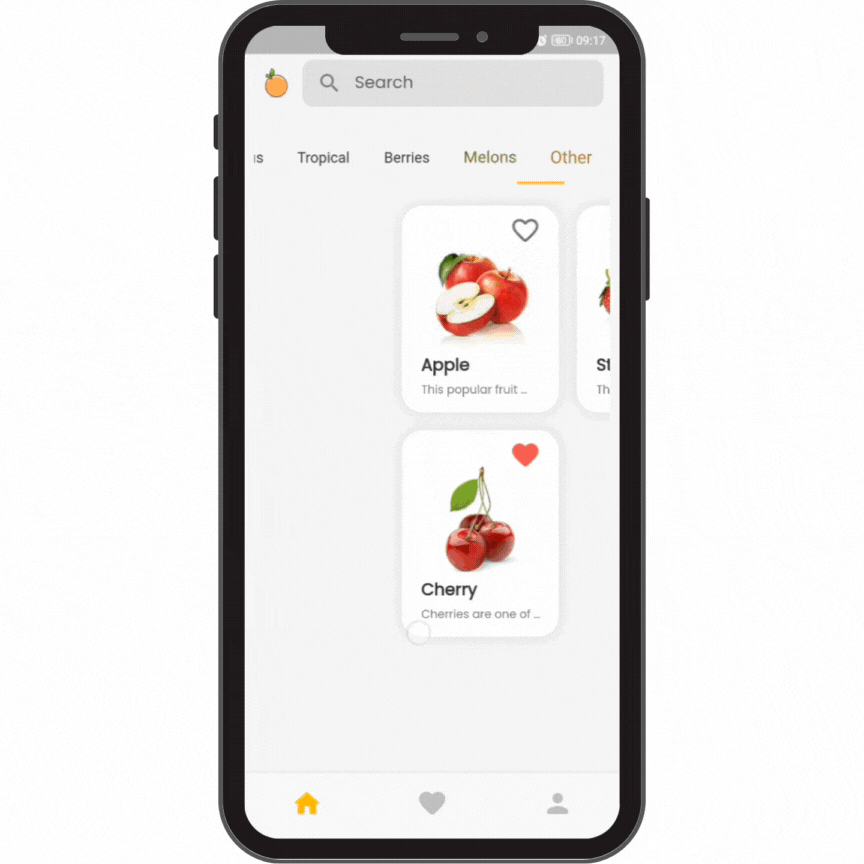 60 09:17
Search
us Tropical Berries Melons Other
Apple St
This popular fruit ... Th
Cherry
Cherries are one of ...